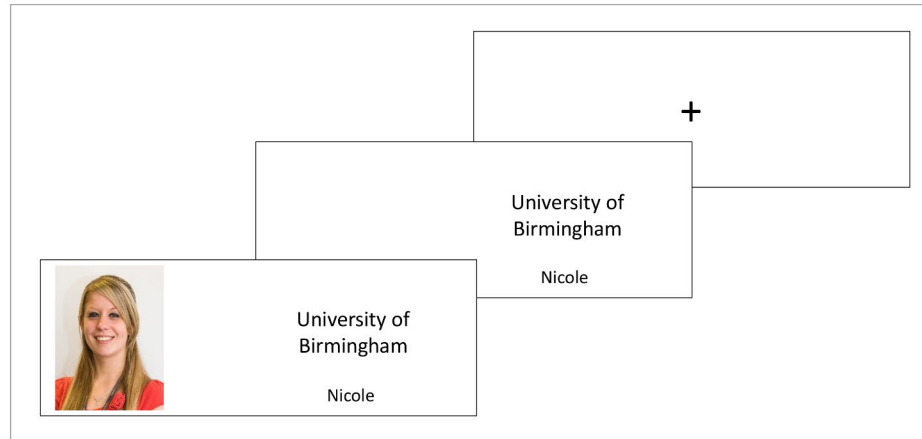 +
University of
Birmingham
Nicole
University of
Birmingham
Nicole